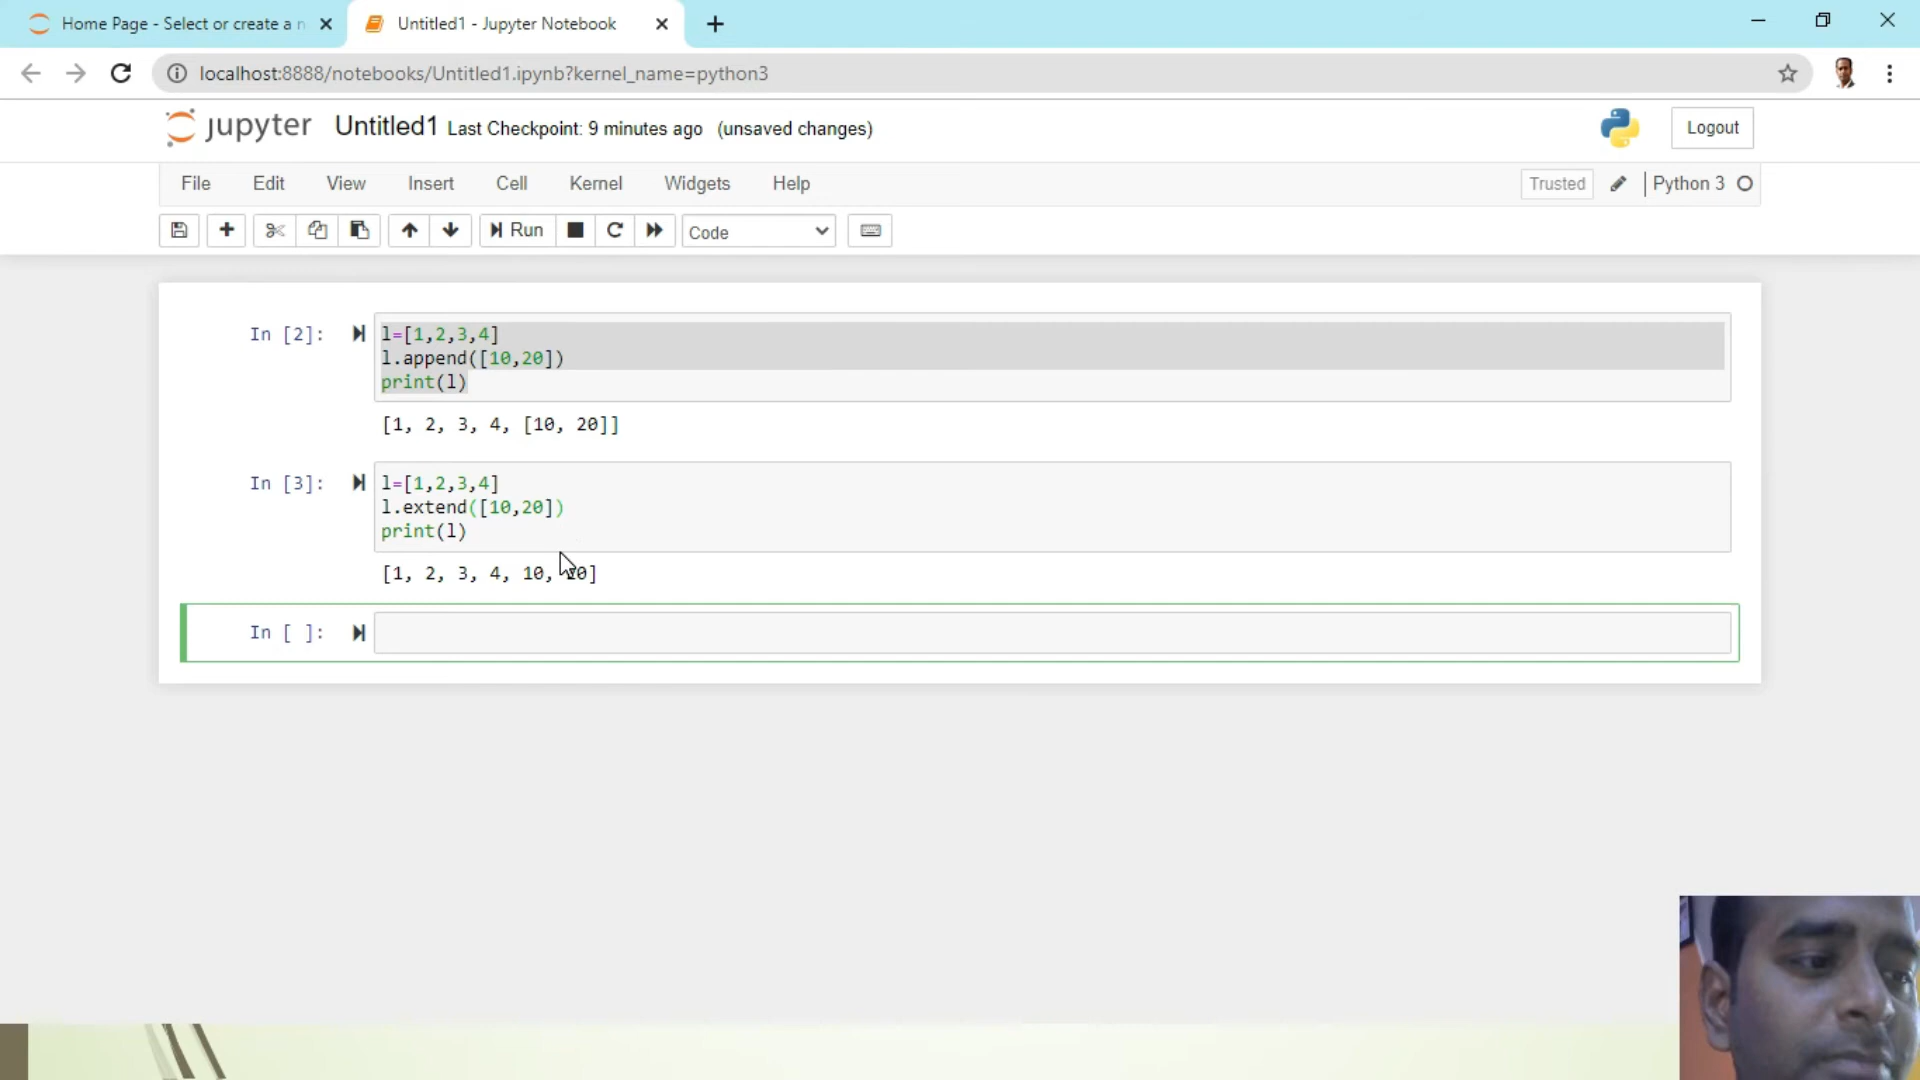 Home Page - Select or create a n
Untitled1 - Jupyter Notebook
localhost:8888/notebooks/Untitled1.ipynb?kernel_name=python3
jupyter Untitled1 Last Checkpoint: 9 minutes ago (unsaved changes)
Logout
File Edit View Insert Cell Kernel Widgets Help
Trusted Python 3
Run Code
In [2]:
l=[1,2,3,4]
l.append([10,20])
print(l)
[1, 2, 3, 4, [10, 20]]
In [3]:
l=[1,2,3,4]
l.extend([10,20])
print(l)
[1, 2, 3, 4, 10, 20]
In [ ]: